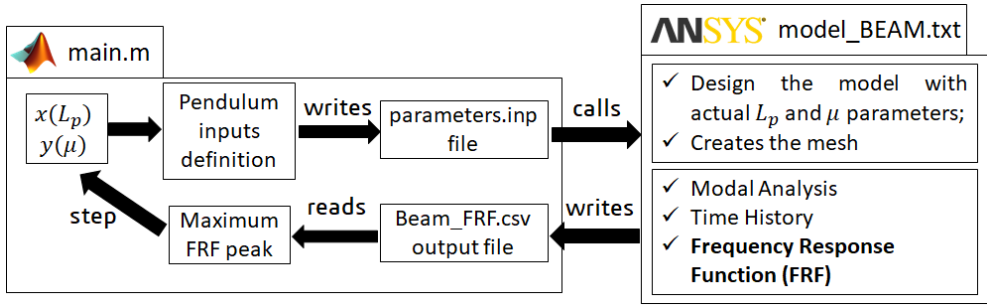 main.m
x(Lₚ)
y(μ)
Pendulum
inputs
definition
writes
parameters.inp
file
calls
step
Maximum
FRF peak
reads
Beam_FRF.csv
output file
writes
ANSYS model_BEAM.txt
✓ Design the model with
actual Lₚ and μ parameters;
✓ Creates the mesh
✓ Modal Analysis
✓ Time History
✓ Frequency Response
Function (FRF)